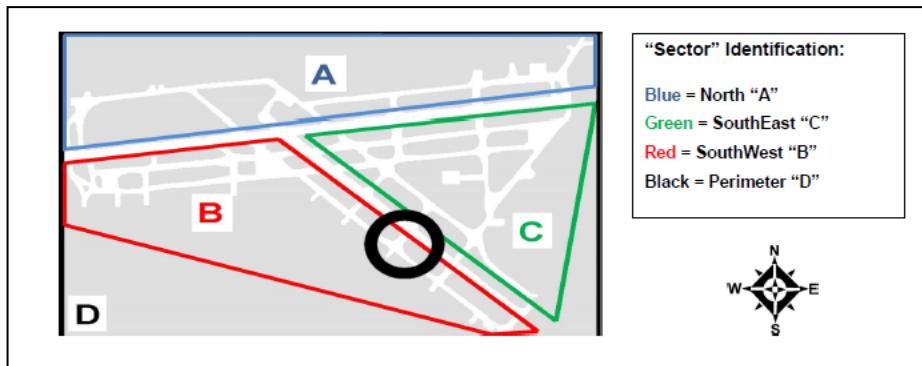 A
B
C
D
“Sector” Identification:
Blue = North “A”
Green = SouthEast “C”
Red = SouthWest “B”
Black = Perimeter “D”
N
W E
S